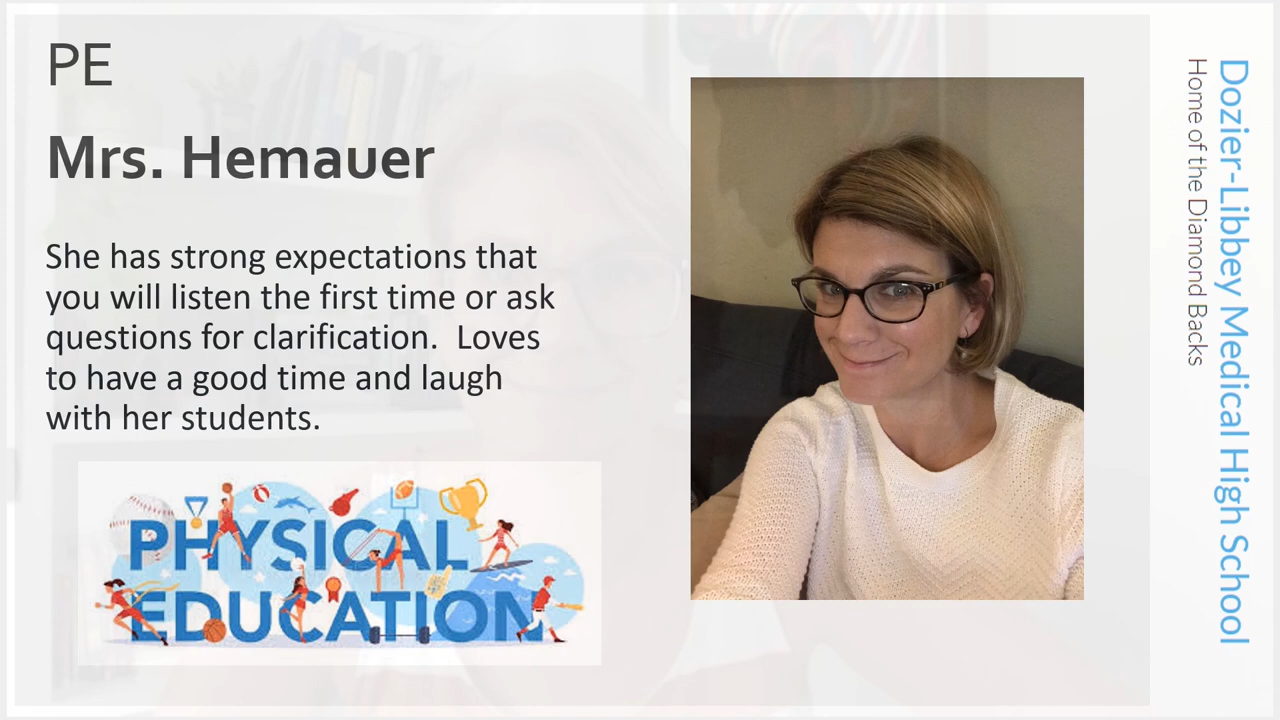 PE
Mrs. Hemauer
She has strong expectations that
you will listen the first time or ask
questions for clarification.  Loves
to have a good time and laugh
with her students.
PHYSICAL
EDUCATION
Dozier-Libbey Medical High School
Home of the Diamond Backs